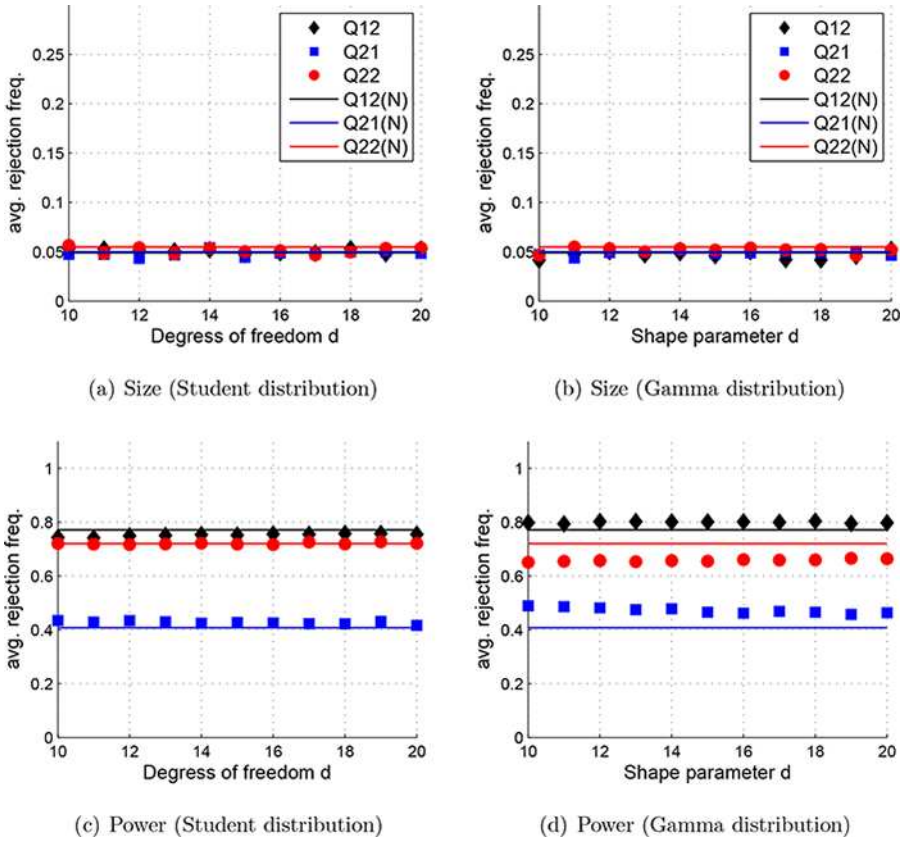 0.25
0.2
0.15
0.1
0.05
0
avg. rejection freq.
10 12 14 16 18 20
Degress of freedom d
Q12
Q21
Q22
Q12(N)
Q21(N)
Q22(N)
(a) Size (Student distribution)
0.25
0.2
0.15
0.1
0.05
0
avg. rejection freq.
10 12 14 16 18 20
Shape parameter d
Q12
Q21
Q22
Q12(N)
Q21(N)
Q22(N)
(b) Size (Gamma distribution)
1
0.8
0.6
0.4
0.2
0
avg. rejection freq.
10 12 14 16 18 20
Degress of freedom d
(c) Power (Student distribution)
1
0.8
0.6
0.4
0.2
0
avg. rejection freq.
10 12 14 16 18 20
Shape parameter d
(d) Power (Gamma distribution)